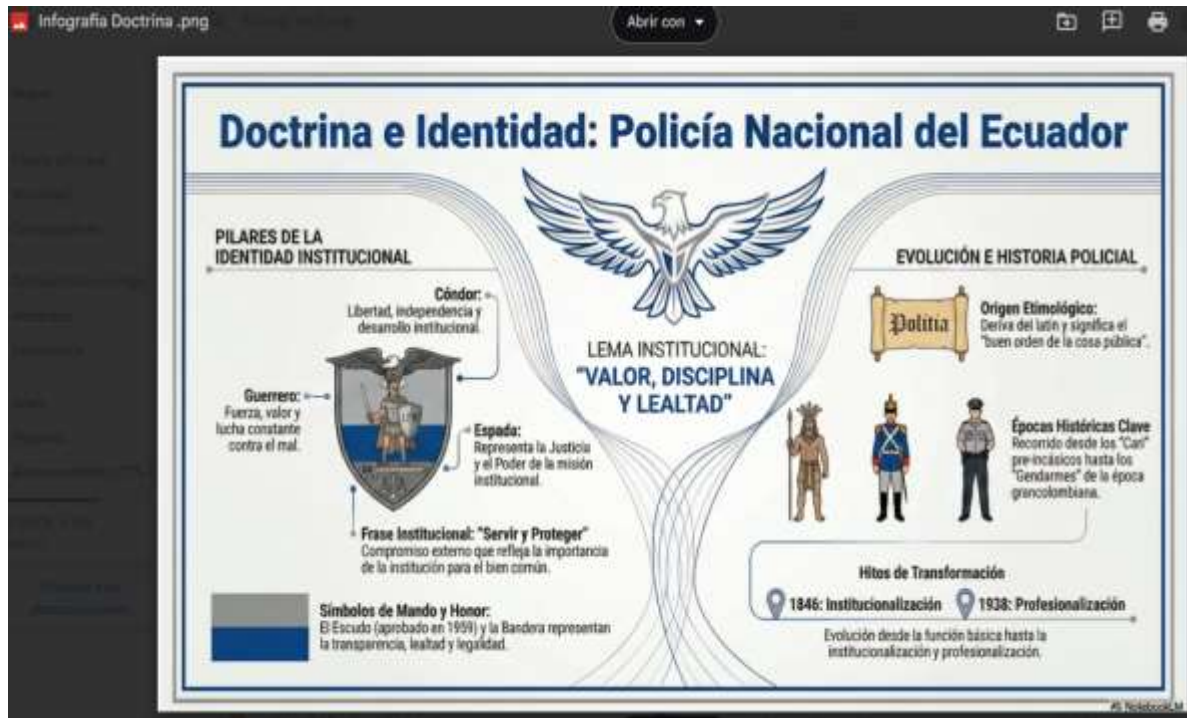 Infografía Doctrina .png
Abrir con
Doctrina e Identidad: Policía Nacional del Ecuador
PILARES DE LA
IDENTIDAD INSTITUCIONAL
Cóndor:
Libertad, independencia y
desarrollo institucional.
Guerrero:
Fuerza, valor y
lucha constante
contra el mal.
Espada:
Representa la Justicia
y el Poder de la misión
institucional.
Frase Institucional: "Servir y Proteger"
Compromiso externo que refleja la importancia
de la institución para el bien común.
Símbolos de Mando y Honor:
El Escudo (aprobado en 1959) y la Bandera representan
la transparencia, lealtad y legalidad.
LEMA INSTITUCIONAL:
"VALOR, DISCIPLINA
Y LEALTAD"
EVOLUCIÓN E HISTORIA POLICIAL
Politia
Origen Etimológico:
Deriva del latín y significa el
"buen orden de la cosa pública".
Épocas Históricas Clave
Recorrido desde los "Cari"
pre-incásicos hasta los
"Gendarmes" de la época
grancolombiana.
Hitos de Transformación
1846: Institucionalización
1938: Profesionalización
Evolución desde la función básica hasta la
institucionalización y profesionalización.
NotebookLM